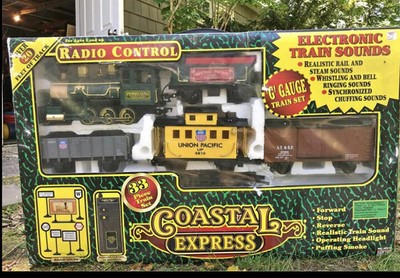 RADIO CONTROL
ELECTRONIC
TRAIN SOUNDS
• REALISTIC RAIL AND
STEAM SOUNDS
• WHISTLING AND BELL
RINGING SOUNDS
• SYNCHRONIZED
CHUFFING SOUNDS
'G' GAUGE
TRAIN SET
UNION PACIFIC
UP
33
Piece Train
Set
COASTAL
EXPRESS
• Forward
• Stop
• Reverse
• Realistic Train Sound
• Operating Headlight
• Puffing Smoke